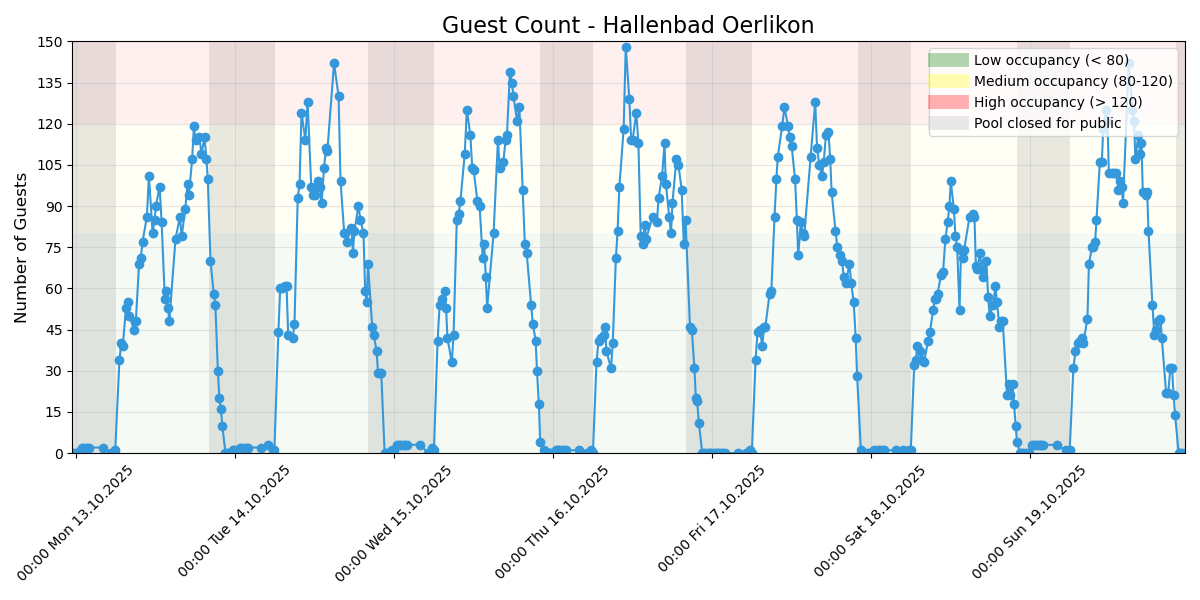 Guest Count - Hallenbad Oerlikon
Number of Guests
150
135
120
105
90
75
60
45
30
15
0
Low occupancy (< 80)
Medium occupancy (80-120)
High occupancy (> 120)
Pool closed for public
00:00 Mon 13.10.2025
00:00 Tue 14.10.2025
00:00 Wed 15.10.2025
00:00 Thu 16.10.2025
00:00 Fri 17.10.2025
00:00 Sat 18.10.2025
00:00 Sun 19.10.2025